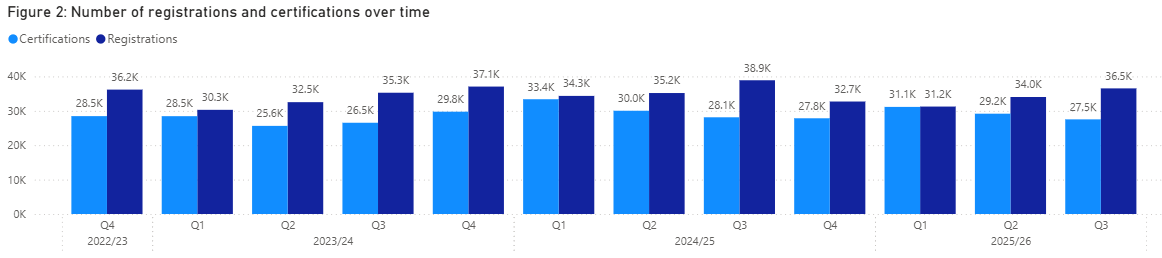 Figure 2: Number of registrations and certifications over time
Certifications Registrations
40K
30K
20K
10K
0K
28.5K 36.2K
28.5K 30.3K
25.6K 32.5K
26.5K 35.3K
29.8K 37.1K
33.4K 34.3K
30.0K 35.2K
28.1K 38.9K
27.8K 32.7K
31.1K 31.2K
29.2K 34.0K
27.5K 36.5K
Q4 Q1 Q2 Q3 Q4 Q1 Q2 Q3 Q4 Q1 Q2 Q3
2022/23 2023/24 2024/25 2025/26